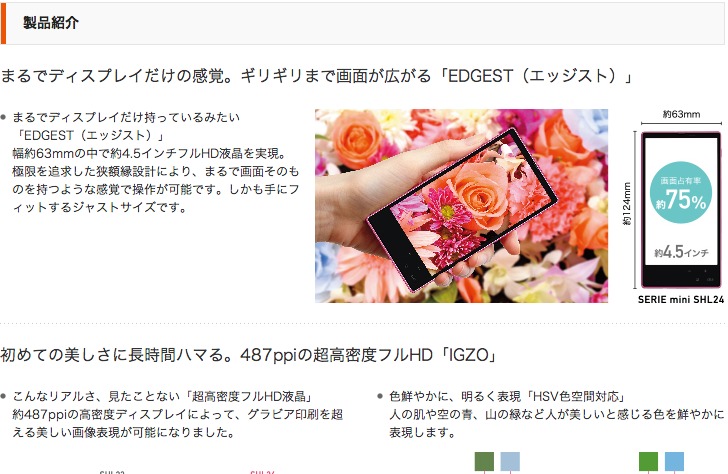 製品紹介
まるでディスプレイだけの感覚。ギリギリまで画面が広がる「EDGEST（エッジスト）」
● まるでディスプレイだけ持っているみたい
「EDGEST（エッジスト）」
幅約63mmの中で約4.5インチフルHD液晶を実現。
極限を追求した狭額縁設計により、まるで画面そのも
のを持つような感覚で操作が可能です。しかも手にフ
ィットするジャストサイズです。
約63mm
約124mm
画面占有率
約75%
約4.5インチ
SERIE mini SHL24
初めての美しさに長時間ハマる。487ppiの超高密度フルHD「IGZO」
● こんなリアルさ、見たことない「超高密度フルHD液晶」
約487ppiの高密度ディスプレイによって、グラビア印刷を超
える美しい画像表現が可能になりました。
● 色鮮やかに、明るく表現「HSV色空間対応」
人の肌や空の青、山の緑など人が美しいと感じる色を鮮やかに
表現します。